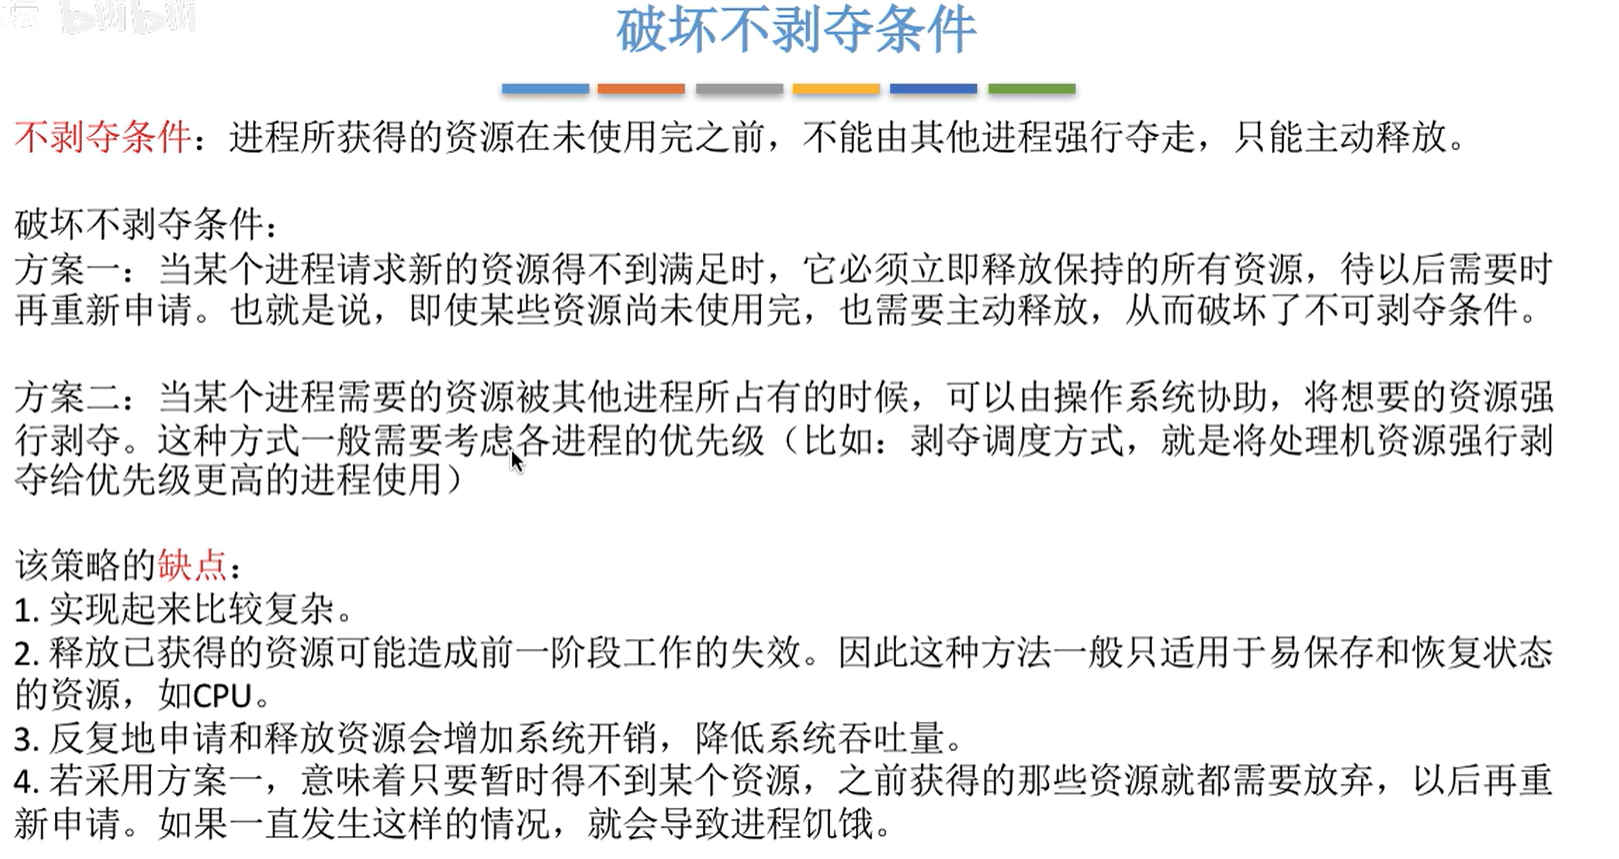 坛 bilibili
破坏不剥夺条件
不剥夺条件：进程所获得的资源在未使用完之前，不能由其他进程强行夺走，只能主动释放。
破坏不剥夺条件：
方案一：当某个进程请求新的资源得不到满足时，它必须立即释放保持的所有资源，待以后需要时
再重新申请。也就是说，即使某些资源尚未使用完，也需要主动释放，从而破坏了不可剥夺条件。
方案二：当某个进程需要的资源被其他进程所占有的时候，可以由操作系统协助，将想要的资源强
行剥夺。这种方式一般需要考虑各进程的优先级（比如：剥夺调度方式，就是将处理机资源强行剥
夺给优先级更高的进程使用）
该策略的缺点：
1. 实现起来比较复杂。
2. 释放已获得的资源可能造成前一阶段工作的失效。因此这种方法一般只适用于易保存和恢复状态
的资源，如CPU。
3. 反复地申请和释放资源会增加系统开销，降低系统吞吐量。
4. 若采用方案一，意味着只要暂时得不到某个资源，之前获得的那些资源就都需要放弃，以后再重
新申请。如果一直发生这样的情况，就会导致进程饥饿。